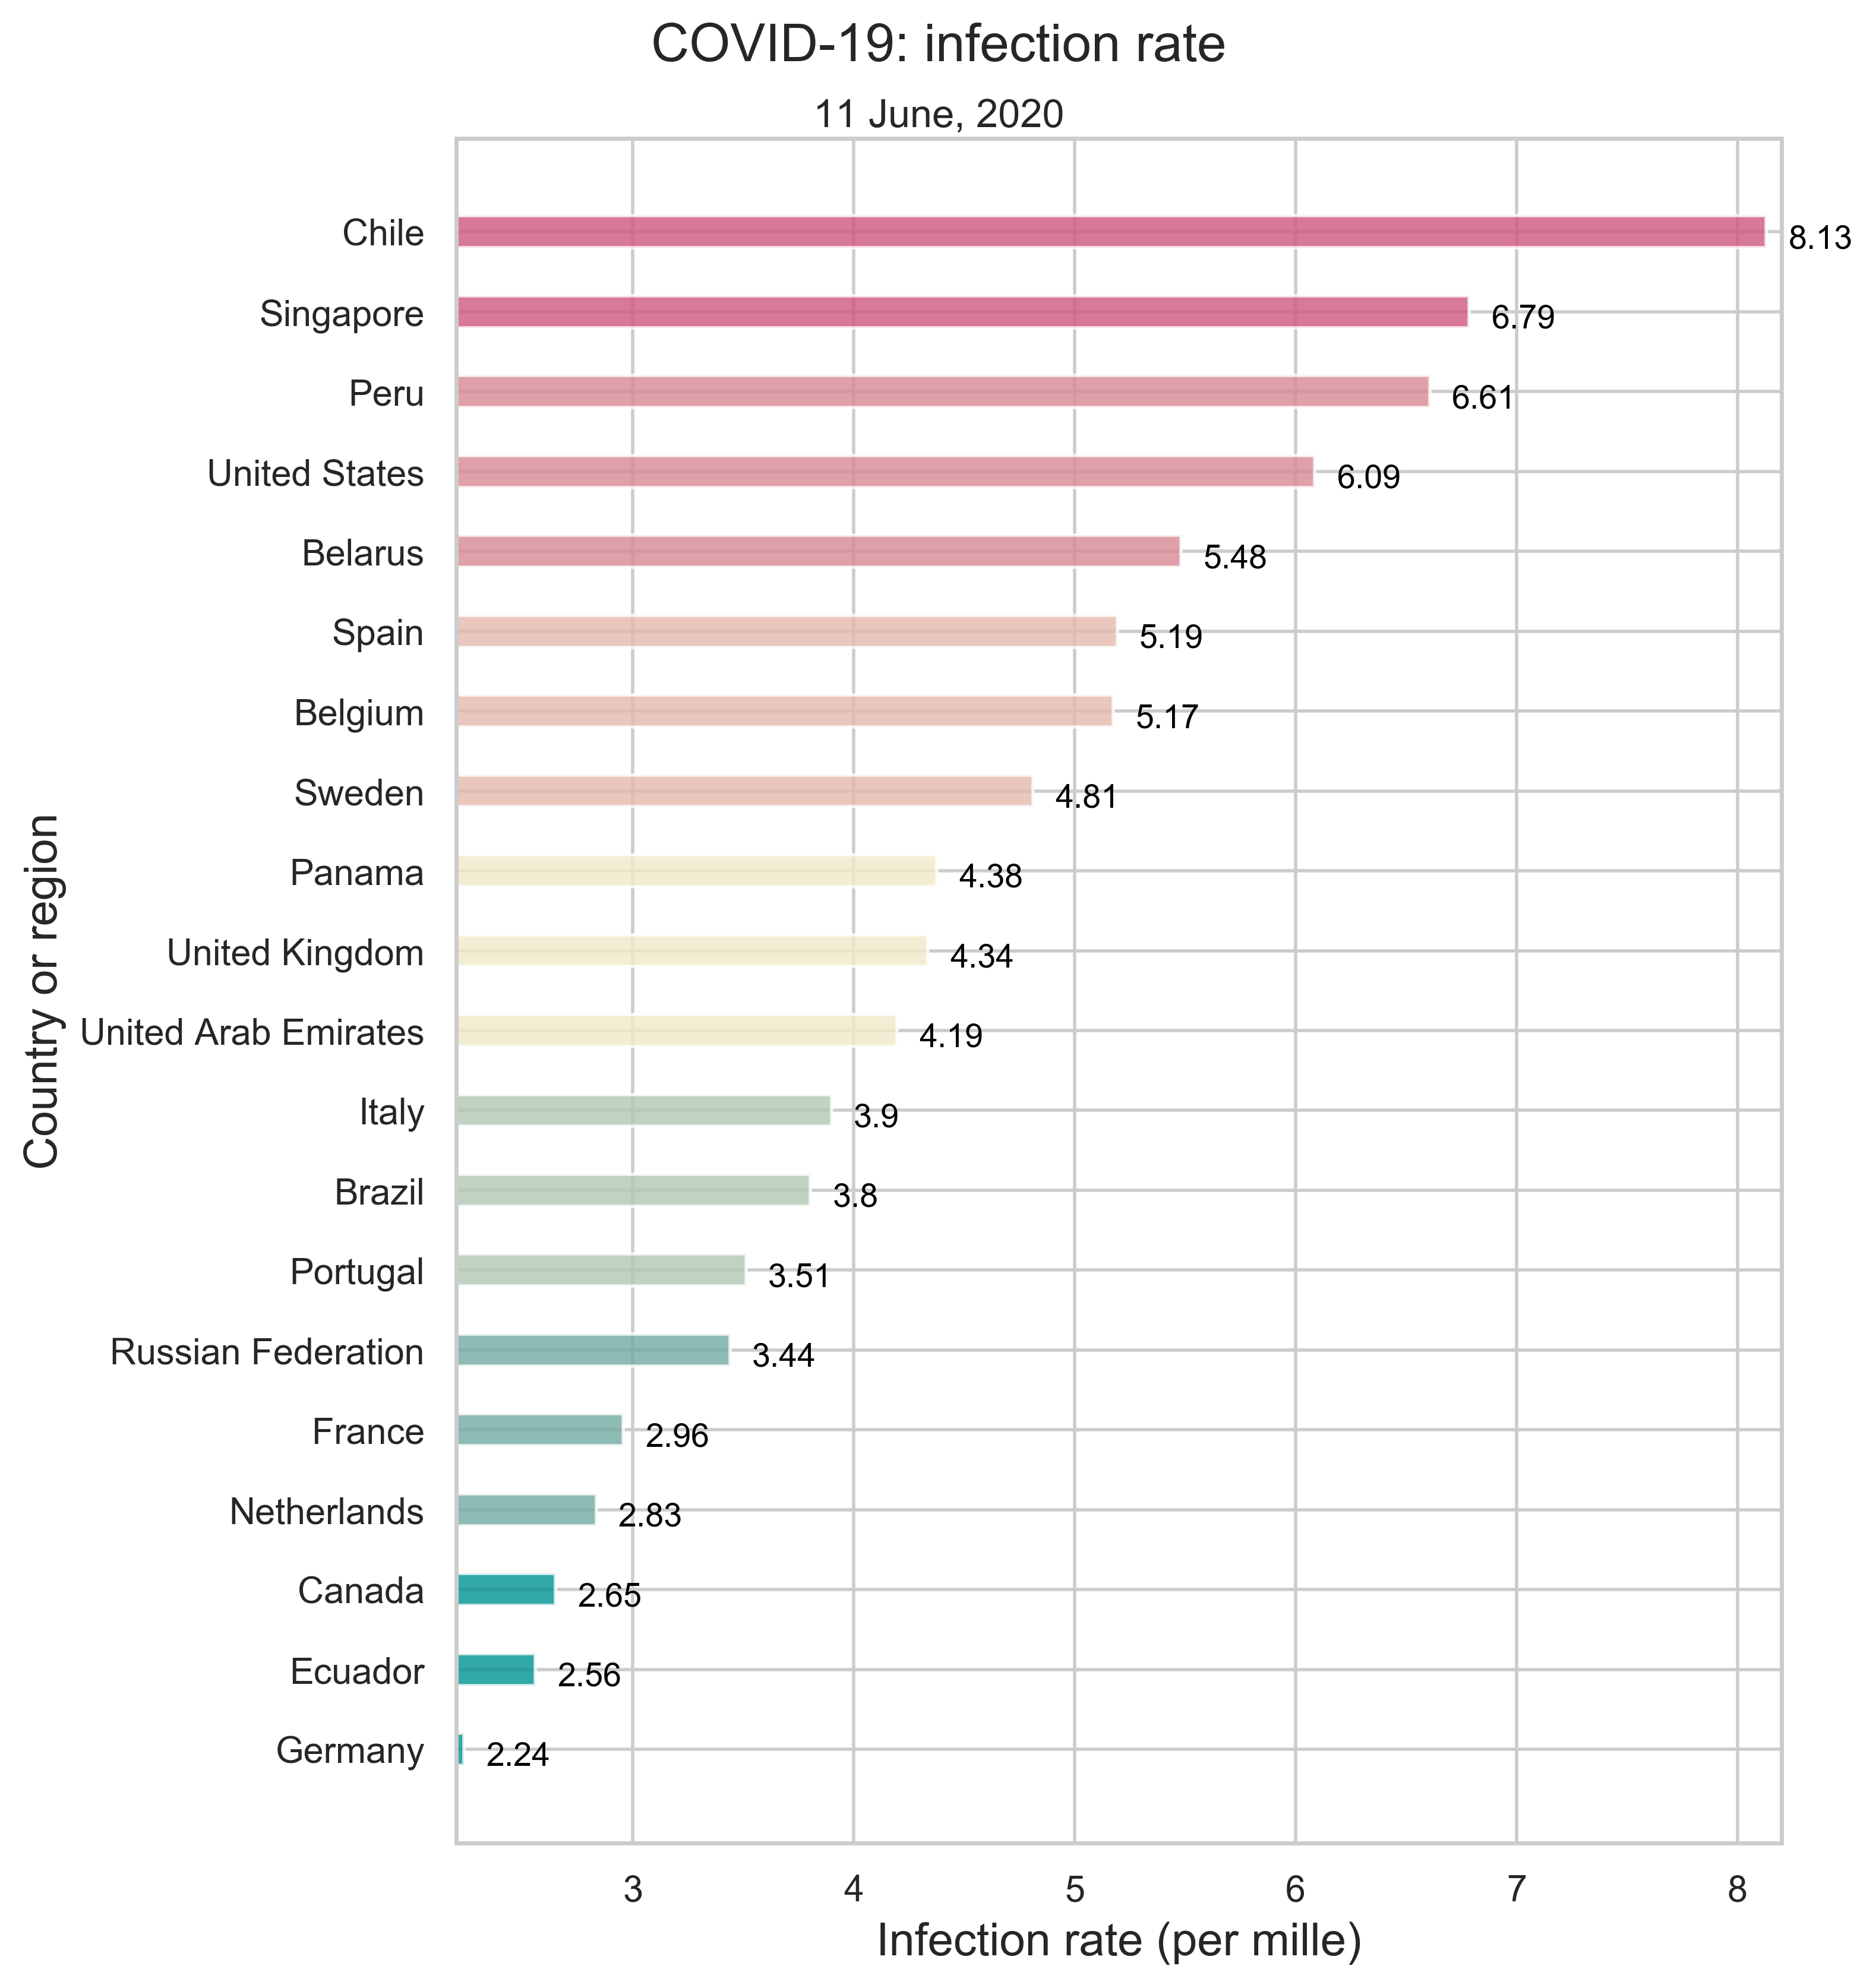 COVID-19: infection rate
11 June, 2020
Chile 8.13
Singapore 6.79
Peru 6.61
United States 6.09
Belarus 5.48
Spain 5.19
Belgium 5.17
Sweden 4.81
Panama 4.38
United Kingdom 4.34
United Arab Emirates 4.19
Italy 3.9
Brazil 3.8
Portugal 3.51
Russian Federation 3.44
France 2.96
Netherlands 2.83
Canada 2.65
Ecuador 2.56
Germany 2.24
Country or region
3 4 5 6 7 8
Infection rate (per mille)